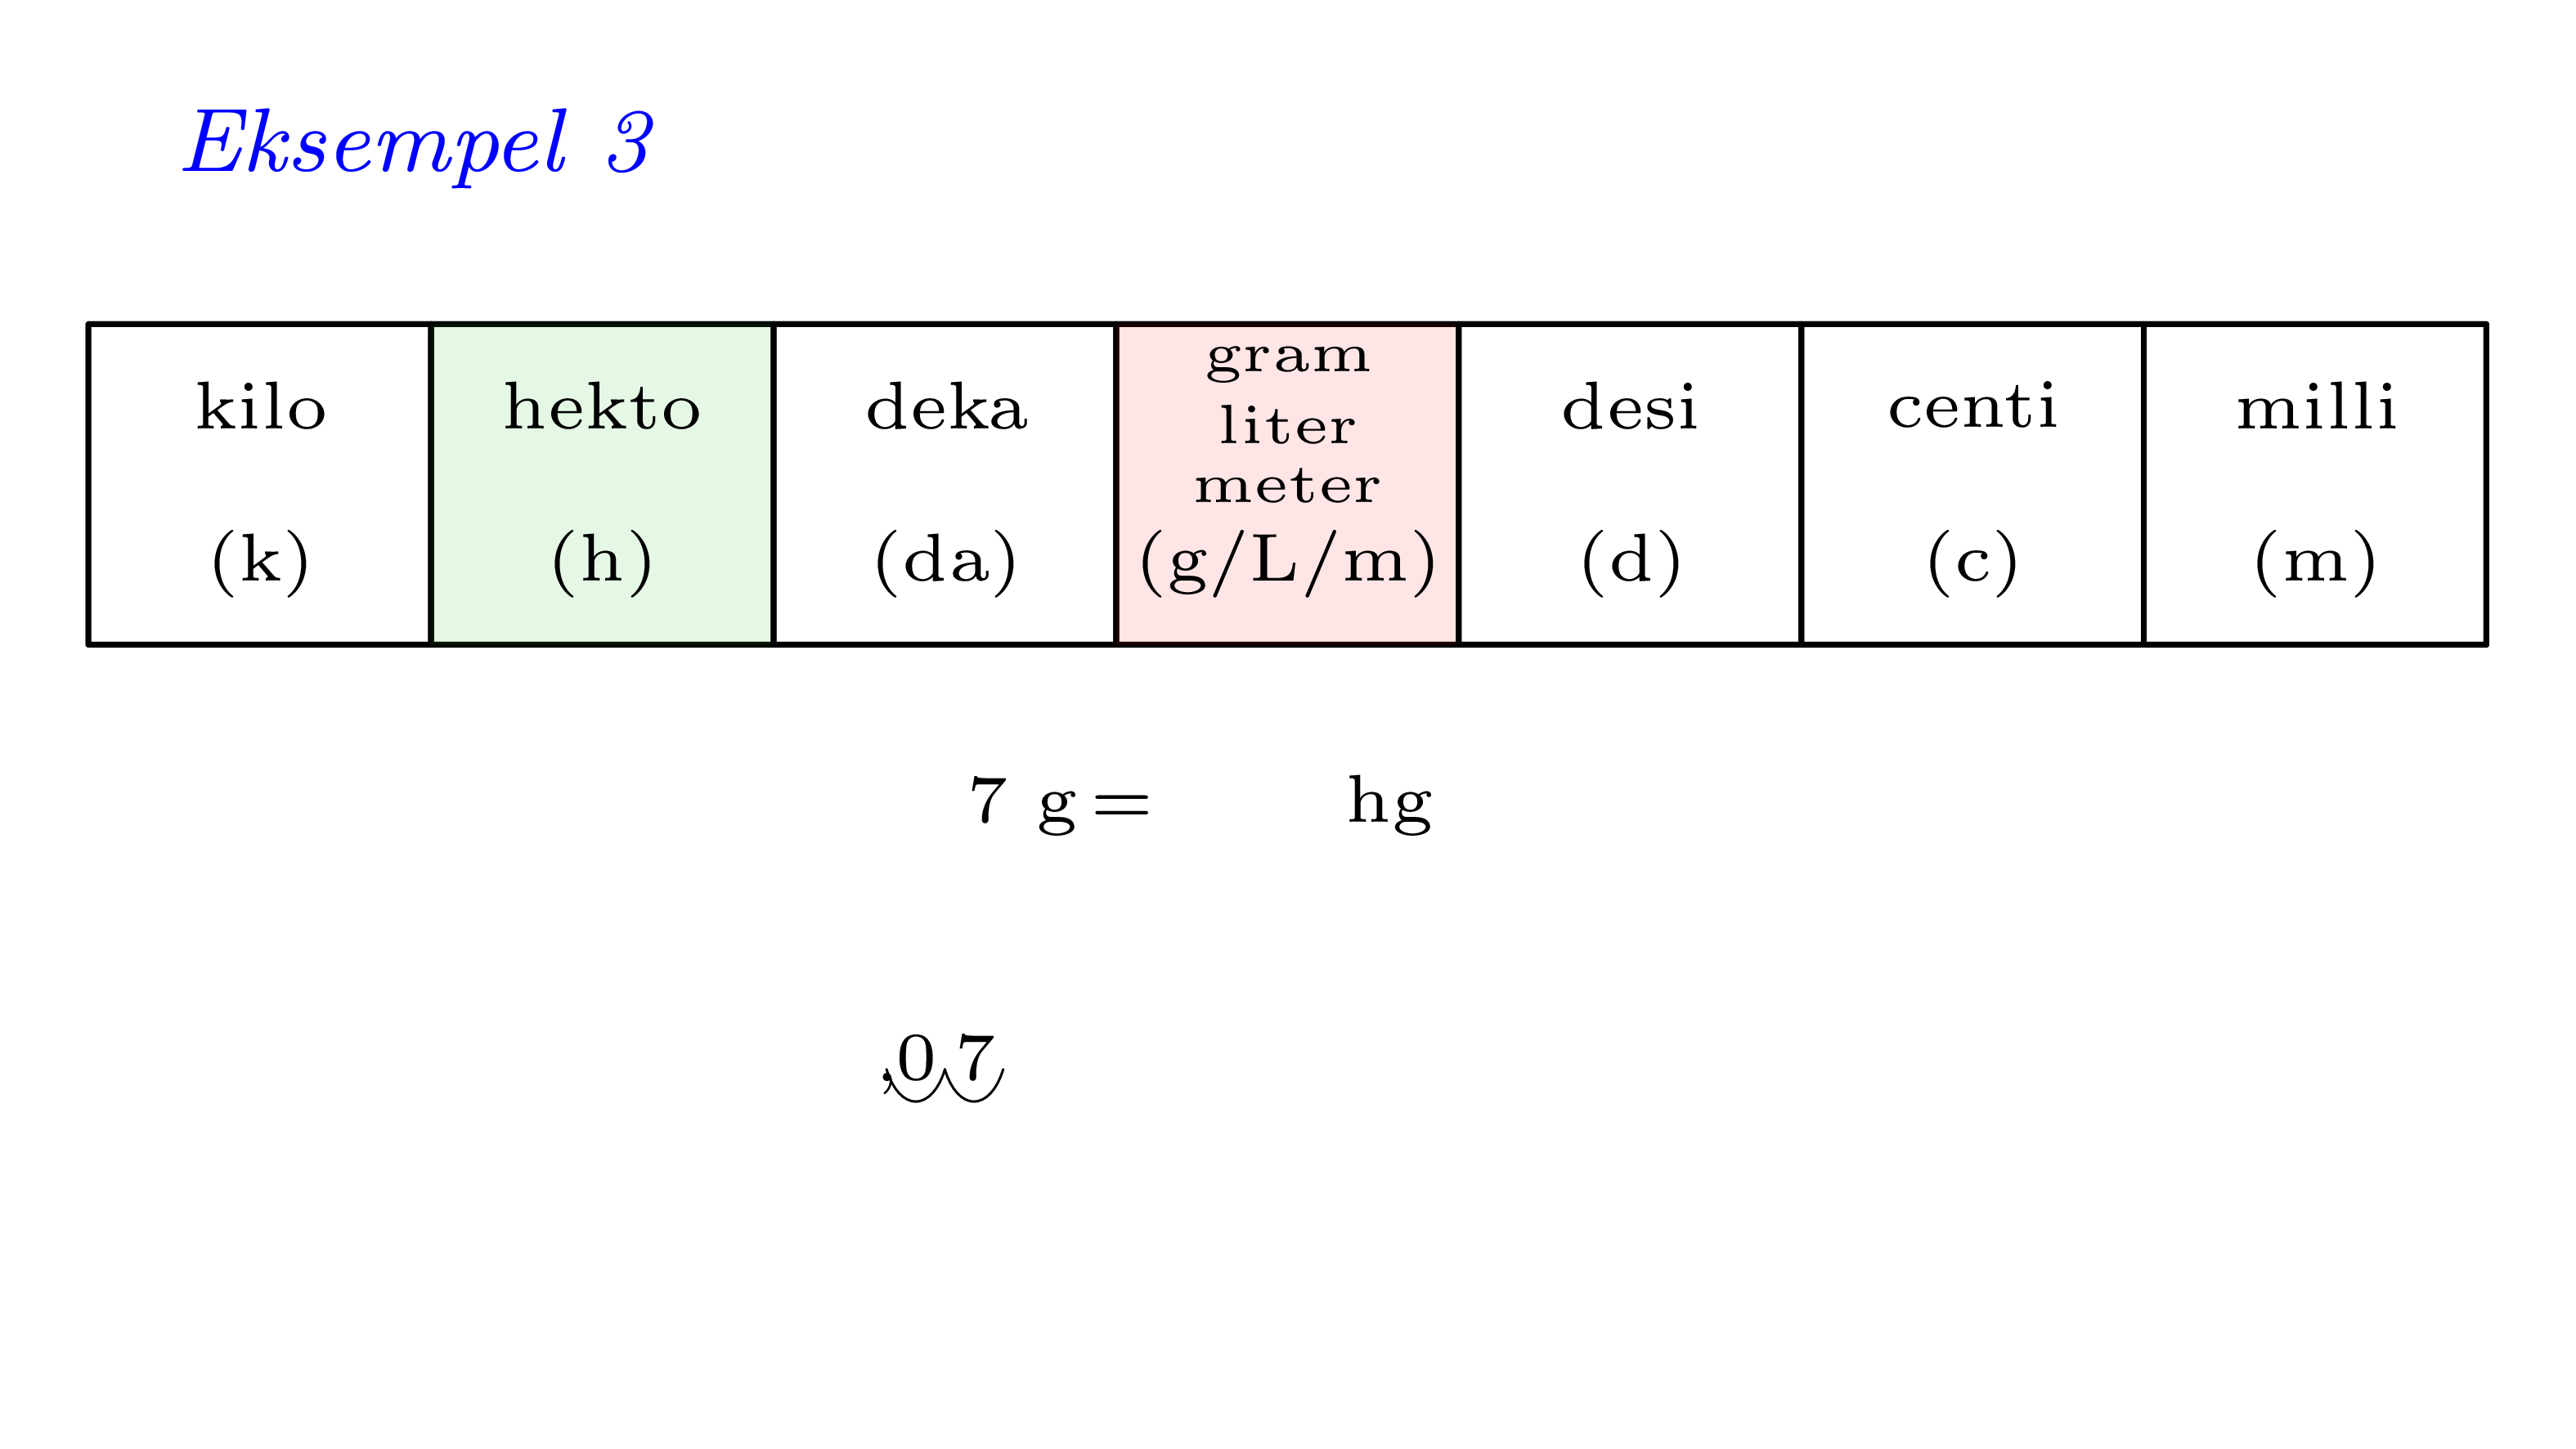 Eksempel 3
kilo hekto deka gram liter meter desi centi milli
(k) (h) (da) (g/L/m) (d) (c) (m)
7 g = hg
,0 7